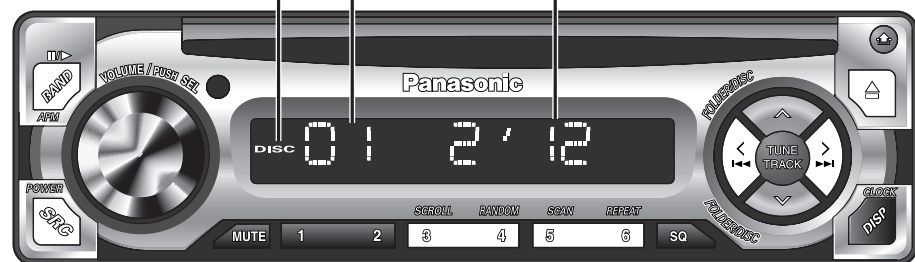 Panasonic
VOLUME / PUSH SEL
BAND
APM
DISC 01 2' 12
FOLDER/DISC
TUNE
TRACK
FOLDER/DISC
POWER
SRC
CLOCK
DISP
SCROLL RANDOM SCAN REPEAT
MUTE 1 2 3 4 5 6 SQ